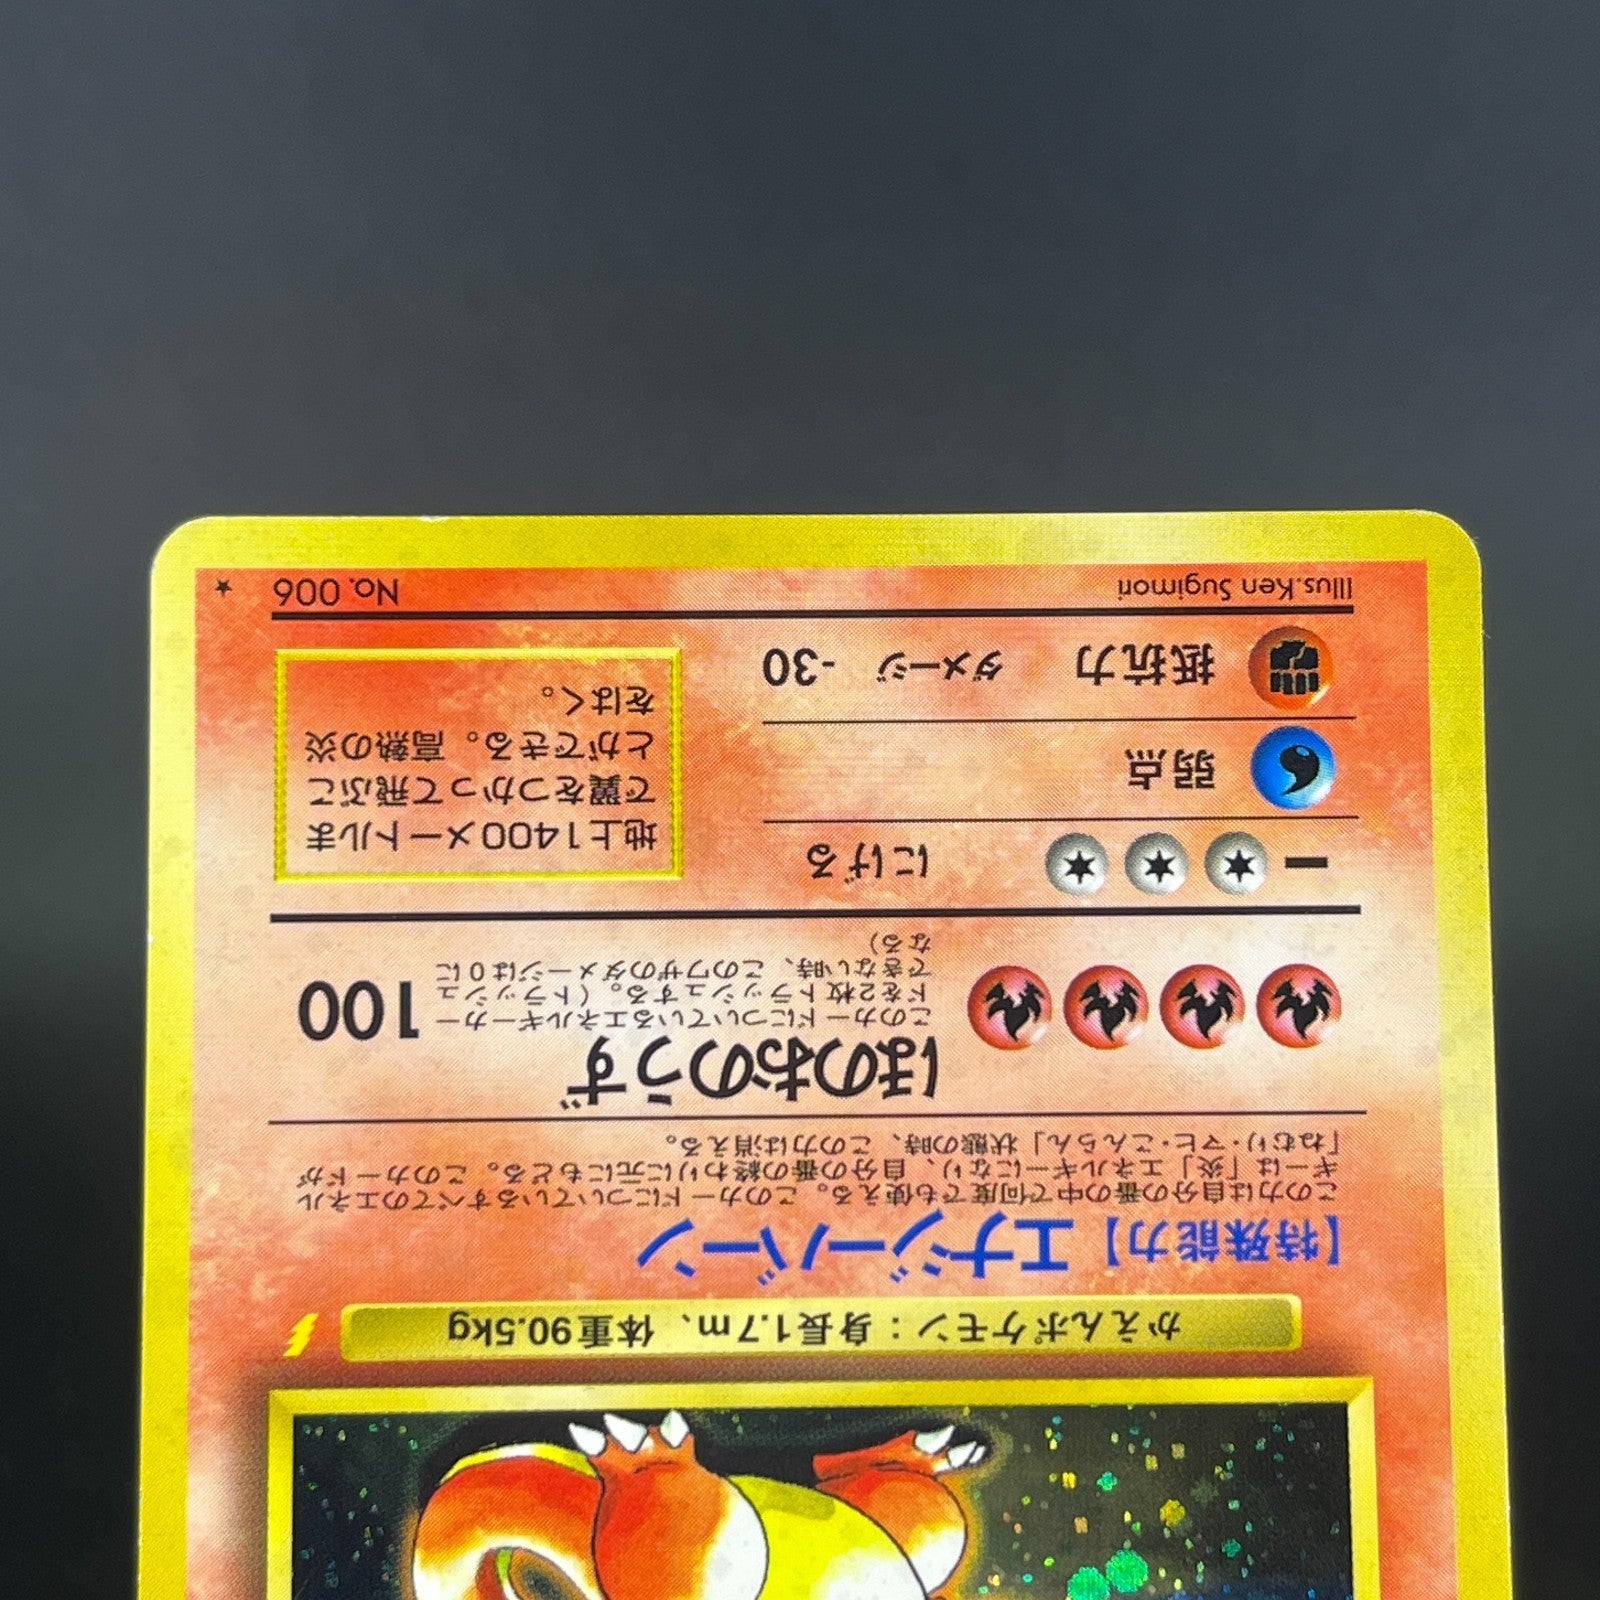 かえんポケモン：身長1.7m、体重90.5kg
【特殊能力】エナジーバーン
この力は自分の番の中で何度でも使える。このカードについているすべてのエネル
ギーは「炎」エネルギーになり、自分の番の終わりに元にもどる。このカードが
「ねむり・マヒ・こんらん」状態の時、この力は消える。
ほのおのうず
このカードについているエネルギーカー
ドを2枚トラッシュする。(トラッシュ
できない時、このワザのダメージは0に
なる)
100
にげる
弱点
抵抗力 ダメージ -30
地上1400メートルま
で翼をつかって飛ぶこ
とができる。高熱の炎
をはく。
Illus.Ken Sugimori
No. 006 ★